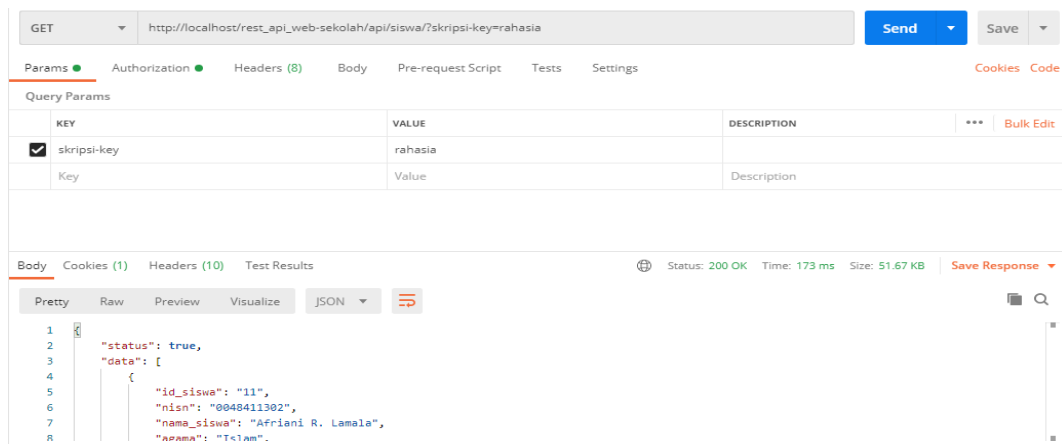 GET http://localhost/rest_api_web-sekolah/api/siswa/?skripsi-key=rahasia Send Save
Params Authorization Headers (8) Body Pre-request Script Tests Settings Cookies Code
Query Params
KEY VALUE DESCRIPTION ••• Bulk Edit
skripsi-key rahasia
Key Value Description
Body Cookies (1) Headers (10) Test Results Status: 200 OK Time: 173 ms Size: 51.67 KB Save Response
Pretty Raw Preview Visualize JSON
1 {
2 "status": true,
3 "data": [
4 {
5 "id_siswa": "11",
6 "nisn": "0048411302",
7 "nama_siswa": "Afriani R. Lamala",
8 "agama": "Islam",